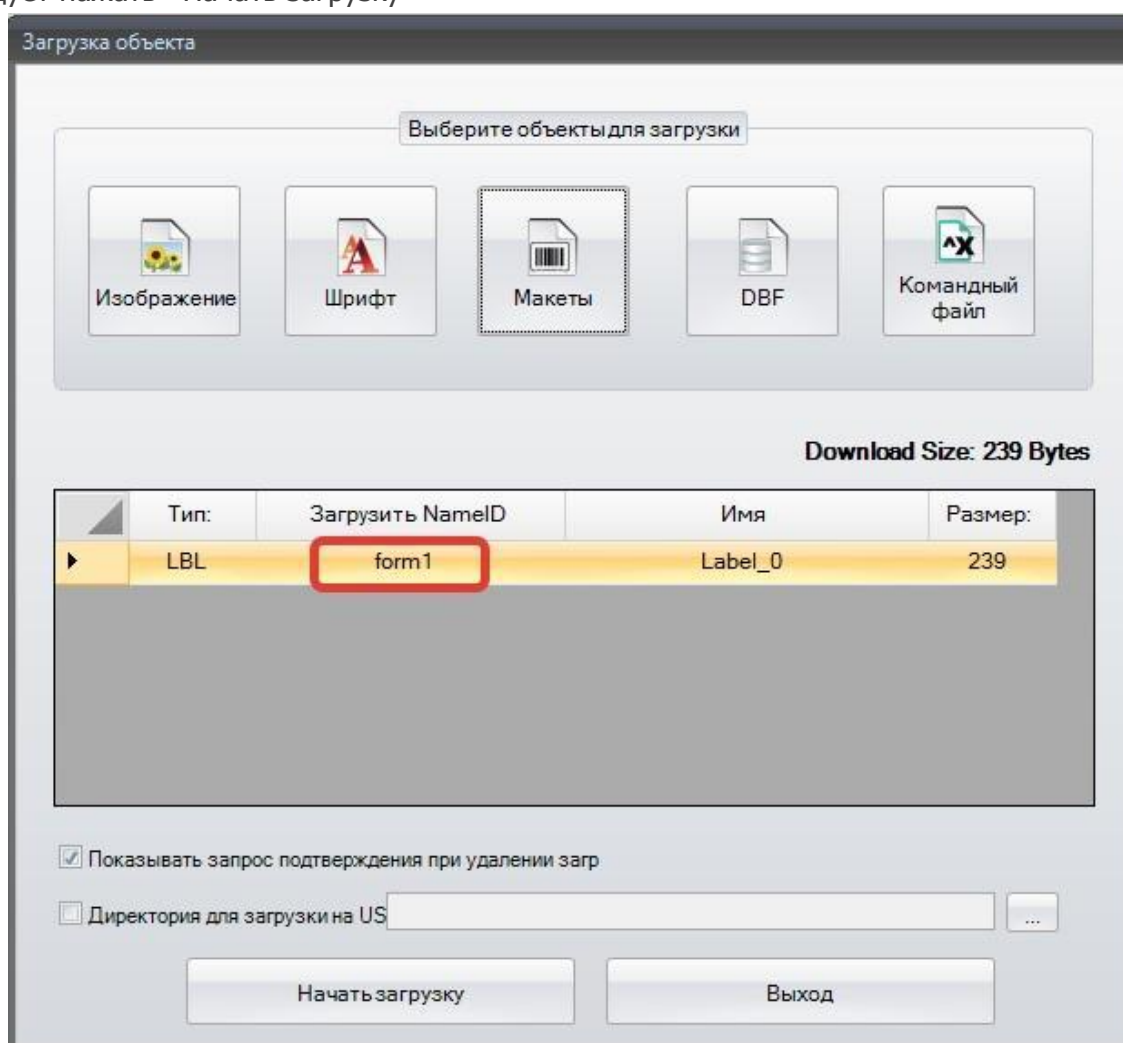 Загрузка объекта
Выберите объекты для загрузки
Изображение
Шрифт
Макеты
DBF
^X
Командный
файл
Download Size: 239 Bytes
Тип: Загрузить NameID Имя Размер:
LBL form1 Label_0 239
Показывать запрос подтверждения при удалении загр
Директория для загрузки на US ...
Начать загрузку Выход